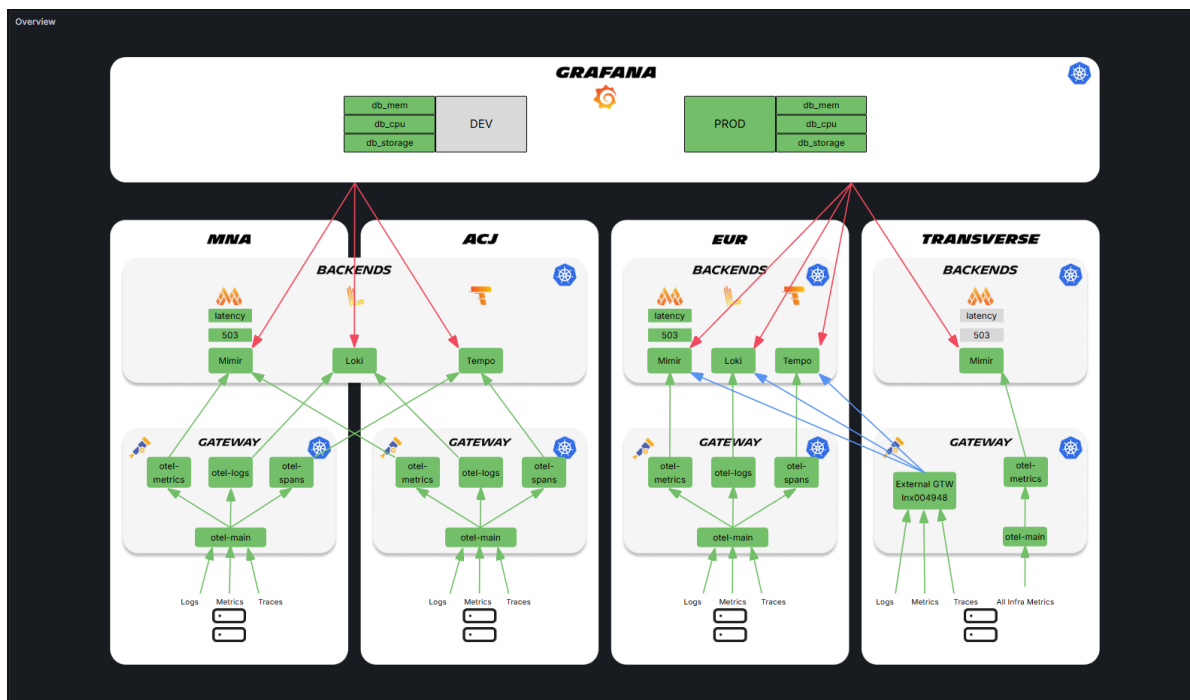 Overview
GRAFANA
db_mem
db_cpu
db_storage
DEV
PROD
db_mem
db_cpu
db_storage
MNA
ACJ
BACKENDS
latency
503
Mimir
Loki
Tempo
GATEWAY
otel-
metrics
otel-logs
otel-
spans
otel-main
Logs
Metrics
Traces
GATEWAY
otel-
metrics
otel-logs
otel-
spans
otel-main
Logs
Metrics
Traces
EUR
BACKENDS
latency
503
Mimir
Loki
Tempo
GATEWAY
otel-
metrics
otel-logs
otel-
spans
otel-main
Logs
Metrics
Traces
TRANSVERSE
BACKENDS
latency
503
Mimir
GATEWAY
External GTW
lnx004948
otel-
metrics
otel-main
Logs
Metrics
Traces
All Infra Metrics